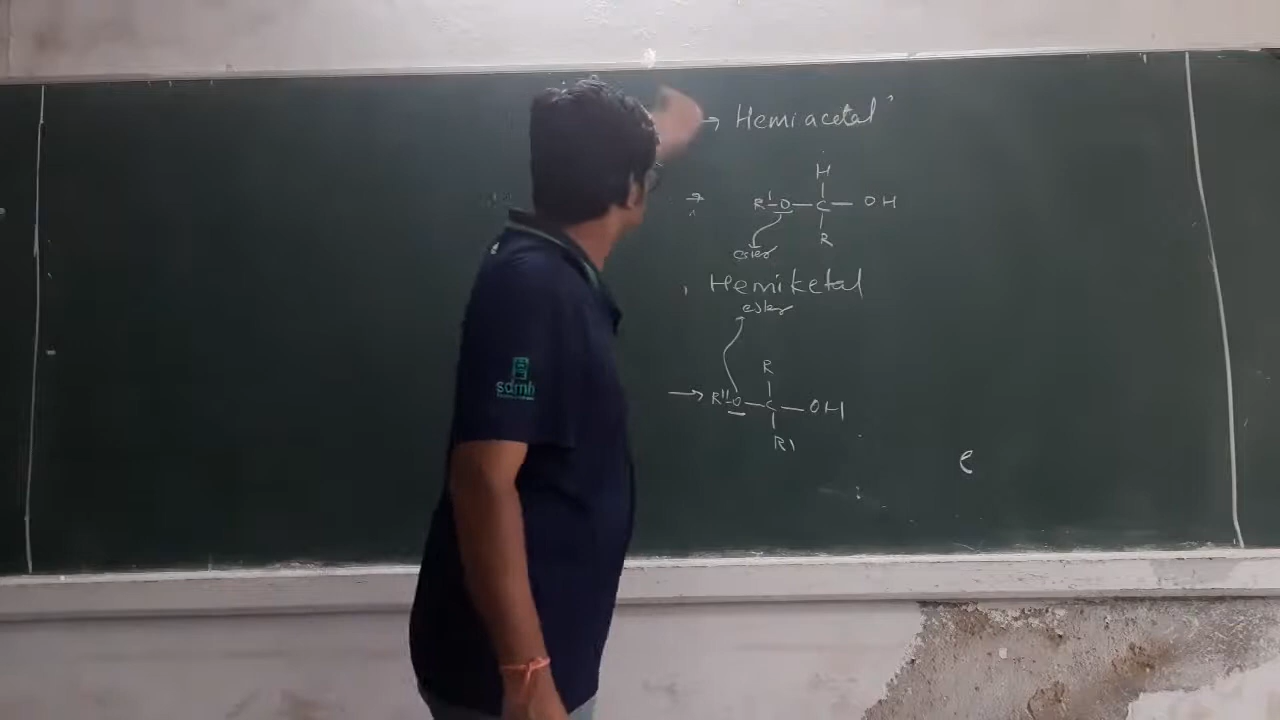 → Hemiacetal
H
→ R'-O-C-OH
R
ester
Hemiketal
ester
R
→ R''-O-C-OH
R1
e
sdmh